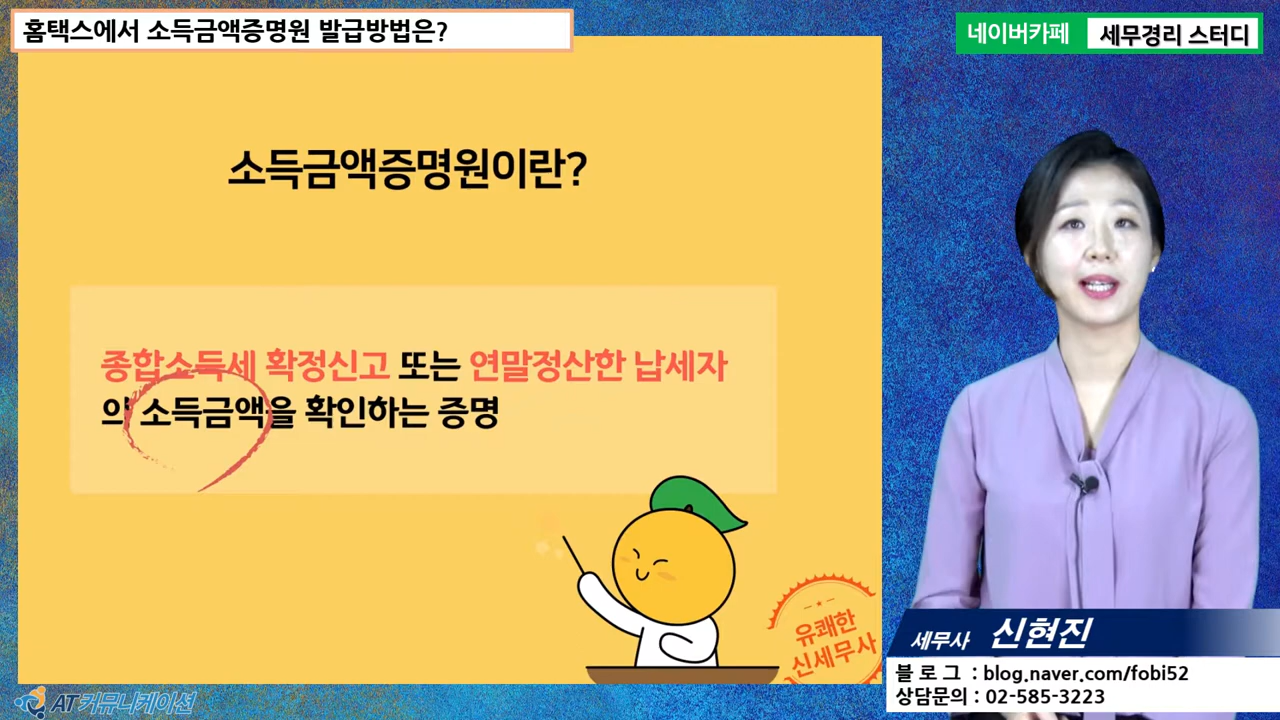 홈택스에서 소득금액증명원 발급방법은?
네이버카페 세무경리 스터디
소득금액증명원이란?
종합소득세 확정신고 또는 연말정산한 납세자
의 소득금액을 확인하는 증명
유쾌한
신세무사
세무사 신현진
블로그 : blog.naver.com/fobi52
상담문의 : 02-585-3223
AT커뮤니케이션